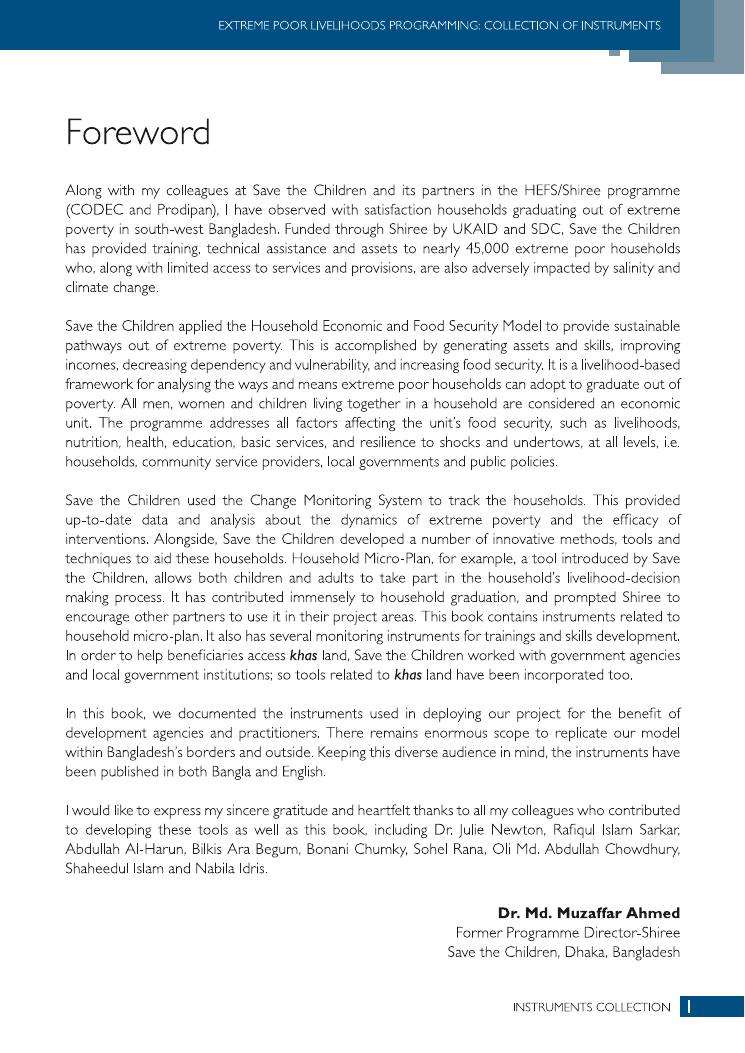 EXTREME POOR LIVELIHOODS PROGRAMMING: COLLECTION OF INSTRUMENTS
Foreword
Along with my colleagues at Save the Children and its partners in the HEFS/Shiree programme
(CODEC and Prodipan), I have observed with satisfaction households graduating out of extreme
poverty in south-west Bangladesh. Funded through Shiree by UKAID and SDC, Save the Children
has provided training, technical assistance and assets to nearly 45,000 extreme poor households
who, along with limited access to services and provisions, are also adversely impacted by salinity and
climate change.
Save the Children applied the Household Economic and Food Security Model to provide sustainable
pathways out of extreme poverty. This is accomplished by generating assets and skills, improving
incomes, decreasing dependency and vulnerability, and increasing food security. It is a livelihood-based
framework for analysing the ways and means extreme poor households can adopt to graduate out of
poverty. All men, women and children living together in a household are considered an economic
unit. The programme addresses all factors affecting the unit's food security, such as livelihoods,
nutrition, health, education, basic services, and resilience to shocks and undertows, at all levels, i.e.
households, community service providers, local governments and public policies.
Save the Children used the Change Monitoring System to track the households. This provided
up-to-date data and analysis about the dynamics of extreme poverty and the efficacy of
interventions. Alongside, Save the Children developed a number of innovative methods, tools and
techniques to aid these households. Household Micro-Plan, for example, a tool introduced by Save
the Children, allows both children and adults to take part in the household's livelihood-decision
making process. It has contributed immensely to household graduation, and prompted Shiree to
encourage other partners to use it in their project areas. This book contains instruments related to
household micro-plan. It also has several monitoring instruments for trainings and skills development.
In order to help beneficiaries access khas land, Save the Children worked with government agencies
and local government institutions; so tools related to khas land have been incorporated too.
In this book, we documented the instruments used in deploying our project for the benefit of
development agencies and practitioners. There remains enormous scope to replicate our model
within Bangladesh's borders and outside. Keeping this diverse audience in mind, the instruments have
been published in both Bangla and English.
I would like to express my sincere gratitude and heartfelt thanks to all my colleagues who contributed
to developing these tools as well as this book, including Dr. Julie Newton, Rafiqul Islam Sarkar,
Abdullah Al-Harun, Bilkis Ara Begum, Bonani Chumky, Sohel Rana, Oli Md. Abdullah Chowdhury,
Shaheedul Islam and Nabila Idris.
Dr. Md. Muzaffar Ahmed
Former Programme Director-Shiree
Save the Children, Dhaka, Bangladesh
INSTRUMENTS COLLECTION I